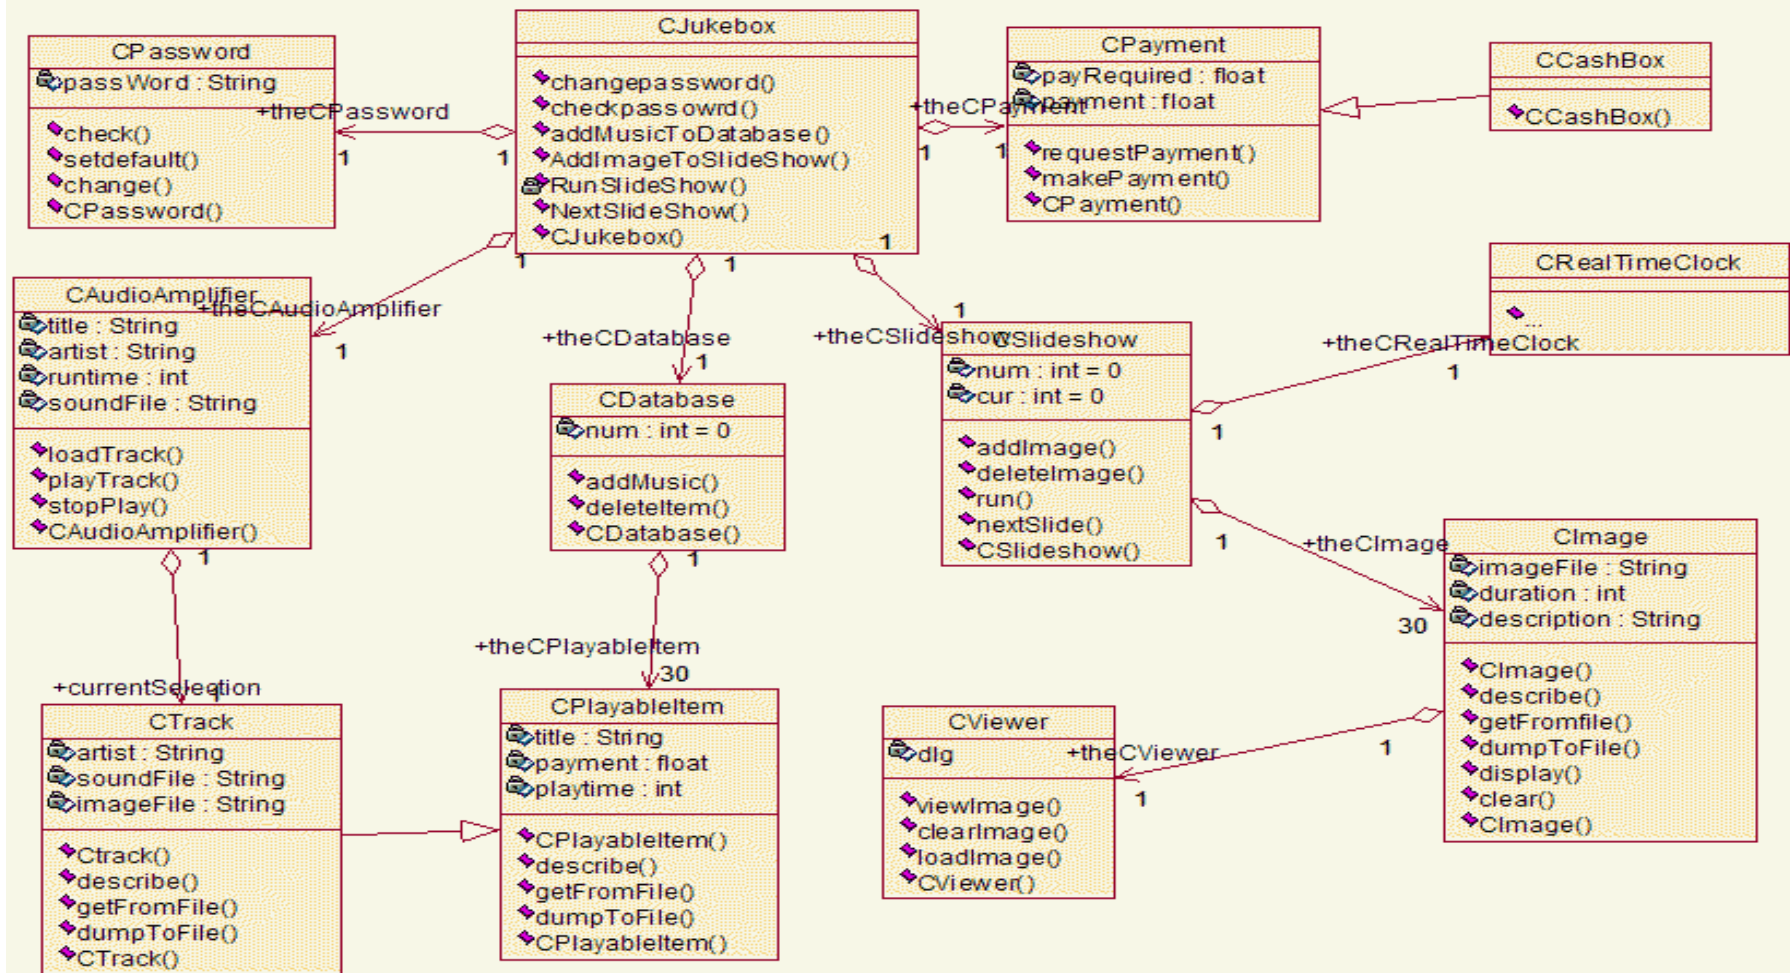 CPassword
passWord : String
check()
setdefault()
change()
CPassword()
+theCPassword
1
1
CJukebox
changepassword()
checkpassowrd()
addMusicToDatabase()
AddImageToSlideShow()
RunSlideShow()
NextSlideShow()
CJukebox()
+theCPayment
1
1
CPayment
payRequired : float
payment : float
requestPayment()
makePayment()
CPayment()
CCashBox
CCashBox()
1
1
1
CAudioAmplifier
title : String
artist : String
runtime : int
soundFile : String
loadTrack()
playTrack()
stopPlay()
CAudioAmplifier()
+theCAudioAmplifier
1
+theCDatabase
1
CDatabase
num : int = 0
addMusic()
deleteItem()
CDatabase()
+theCSlideshow
1
CSlideshow
num : int = 0
cur : int = 0
addImage()
deleteImage()
run()
nextSlide()
CSlideshow()
CRealTimeClock
...
+theCRealTimeClock
1
1
1
+theCImage
30
CImage
imageFile : String
duration : int
description : String
CImage()
describe()
getFromfile()
dumpToFile()
display()
clear()
CImage()
1
+currentSelection
1
CTrack
artist : String
soundFile : String
imageFile : String
Ctrack()
describe()
getFromFile()
dumpToFile()
CTrack()
1
+theCPlayableItem
30
CPlayableItem
title : String
payment : float
playtime : int
CPlayableItem()
describe()
getFromFile()
dumpToFile()
CPlayableItem()
CViewer
dlg
viewImage()
clearImage()
loadImage()
CViewer()
+theCViewer
1
1